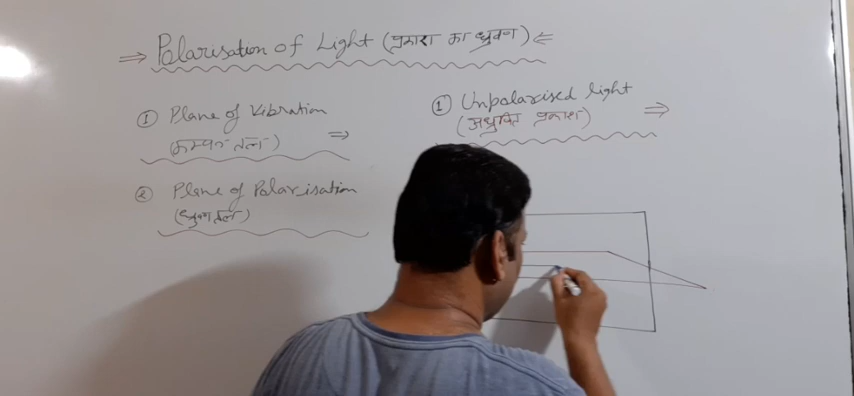 ⇒ Polarisation of Light (प्रकाश का ध्रुवण) ⇐
① Plane of Vibration
(कम्पन तल) ⇒
② Plane of Polarisation
(ध्रुवण तल)
① Unpolarised light
(अध्रुवित प्रकाश) ⇒